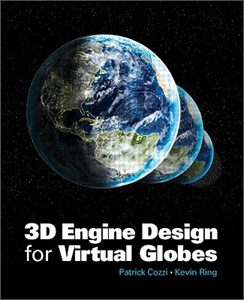 3D Engine Design
for Virtual Globes
Patrick Cozzi • Kevin Ring